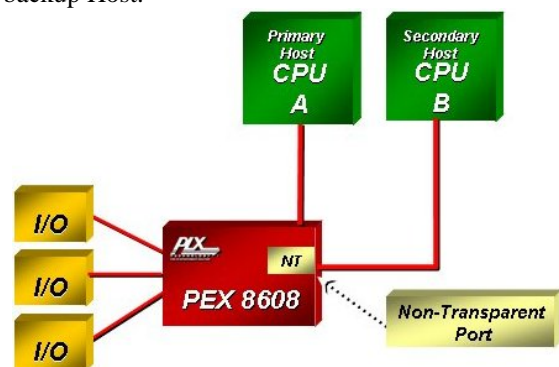 backup Host.
Primary
Host
CPU
A
Secondary
Host
CPU
B
I/O
I/O
I/O
PLX
NT
PEX 8608
Non-Transparent
Port